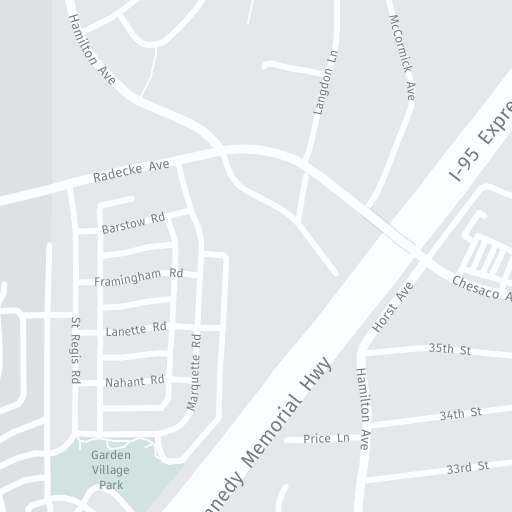 Hamilton Ave
McCormick Ave
Langdon Ln
I-95 Expre
Radecke Ave
Barstow Rd
Framingham Rd
Chesaco A
Horst Ave
St Regis Rd
Lanette Rd
Marquette Rd
35th St
Nahant Rd
Hamilton Ave
nedy Memorial Hwy
34th St
Price Ln
Garden
Village
Park
33rd St